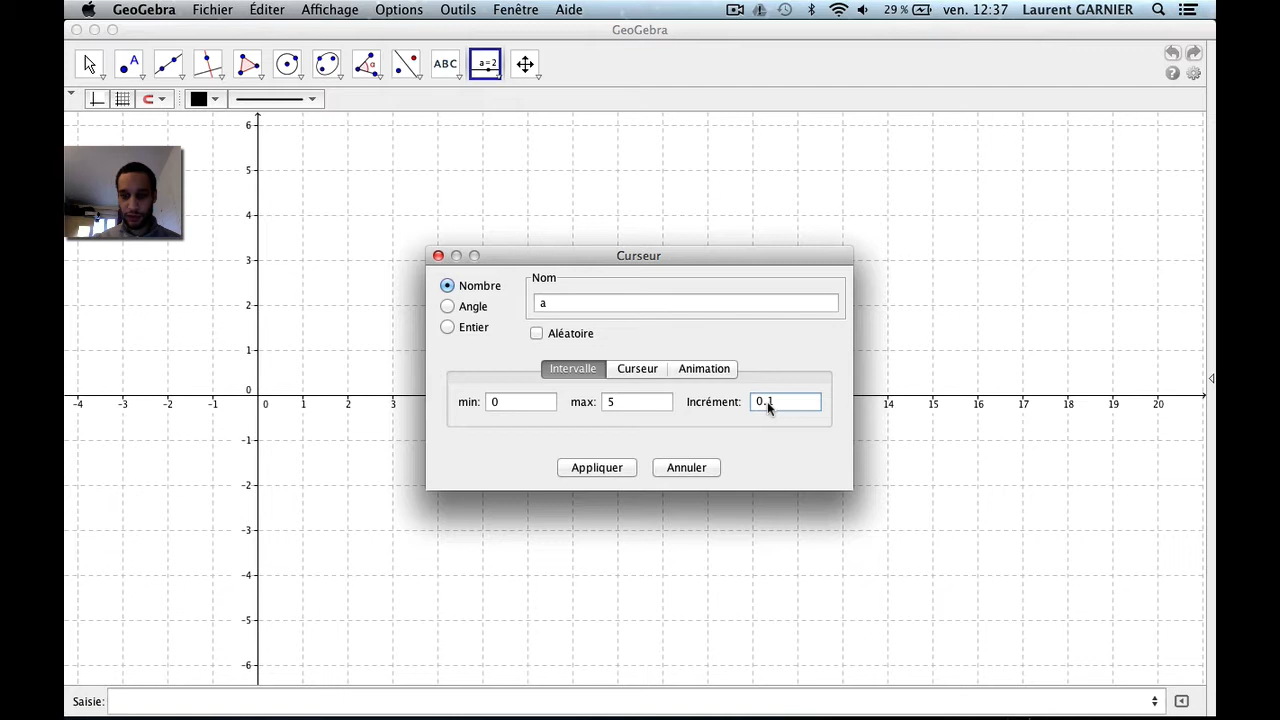 GeoGebra Fichier Éditer Affichage Options Outils Fenêtre Aide 29 % ven. 12:37 Laurent GARNIER
GeoGebra
A ABC a=2
6
5
4
3
2
1
0
-4 -3 -2 -1 0 1 2 3 14 15 16 17 18 19 20
-1
-2
-3
-4
-5
-6
Curseur
Nombre
Angle
Entier
Nom
a
Aléatoire
Intervalle Curseur Animation
min: 0 max: 5 Incrément: 0.1
Appliquer Annuler
Saisie: